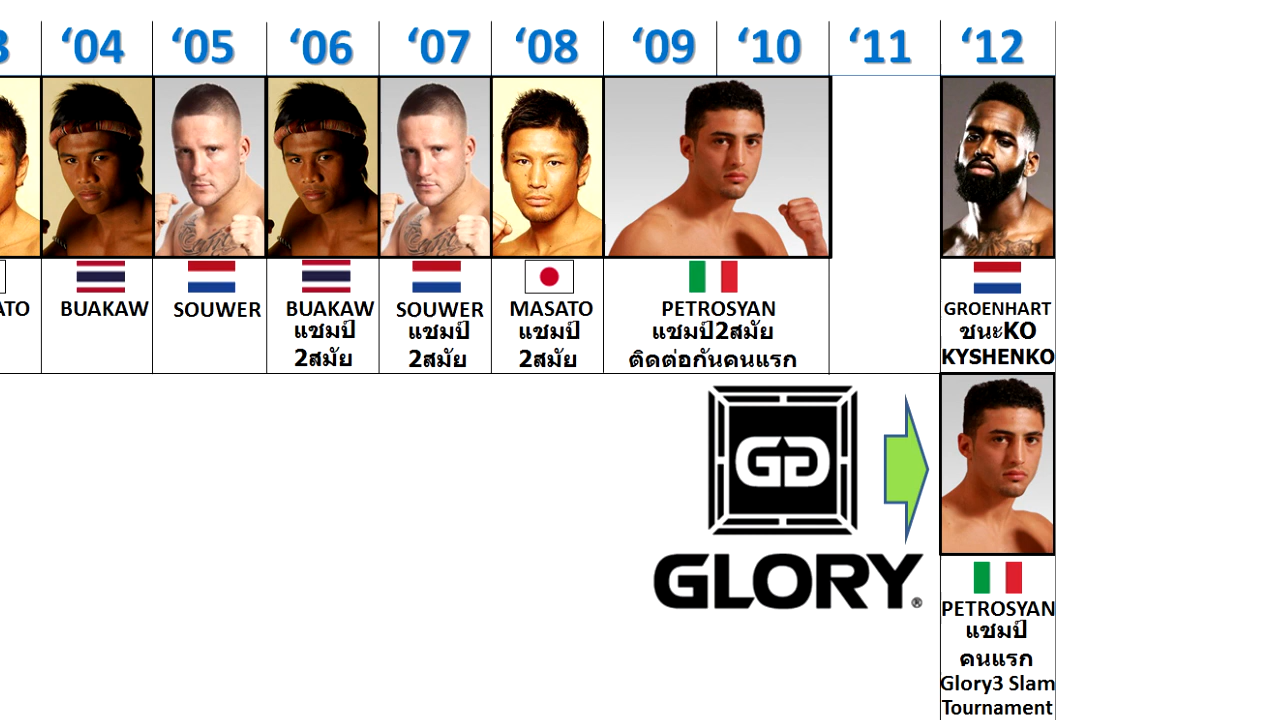 3 '04 '05 '06 '07 '08 '09 '10 '11 '12
ATO BUAKAW SOUWER BUAKAW SOUWER MASATO PETROSYAN GROENHART
แชมป์ แชมป์ แชมป์ แชมป์2สมัย ชนะKO
2สมัย 2สมัย 2สมัย ติดต่อกันคนแรก KYSHENKO
GG
GLORY®
PETROSYAN
แชมป์
คนแรก
Glory3 Slam
Tournament